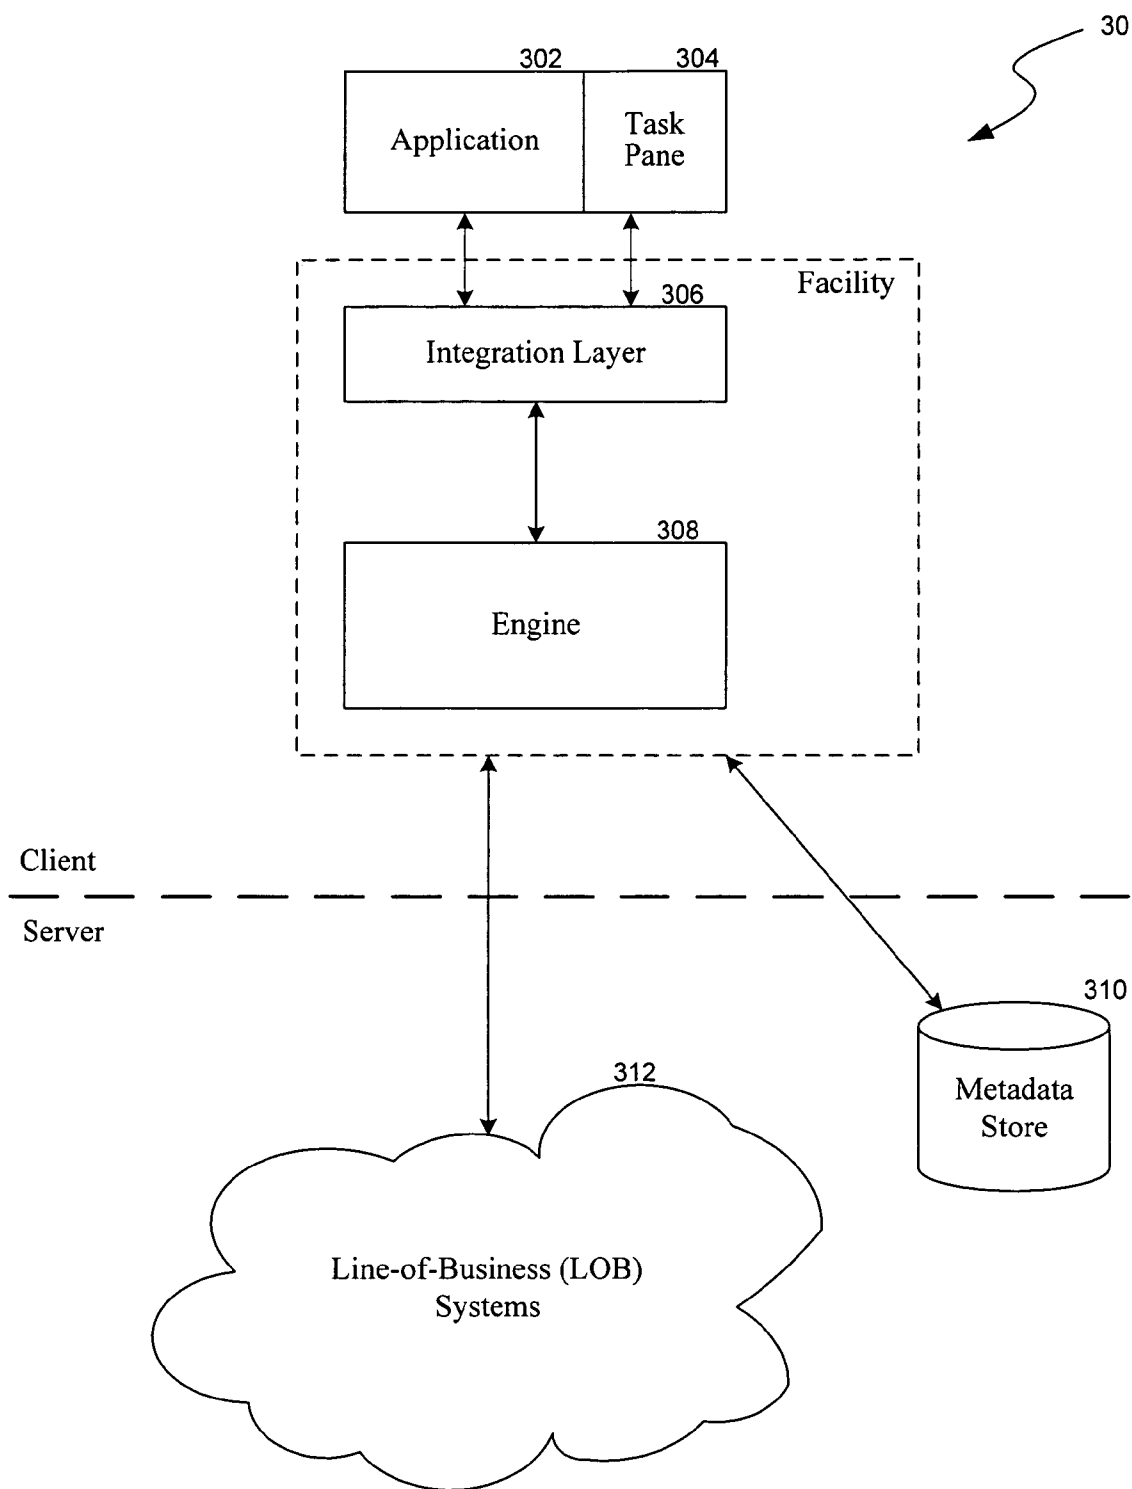 30
302
304
Application
Task
Pane
Facility
306
Integration Layer
308
Engine
Client
Server
310
Metadata
Store
312
Line-of-Business (LOB)
Systems